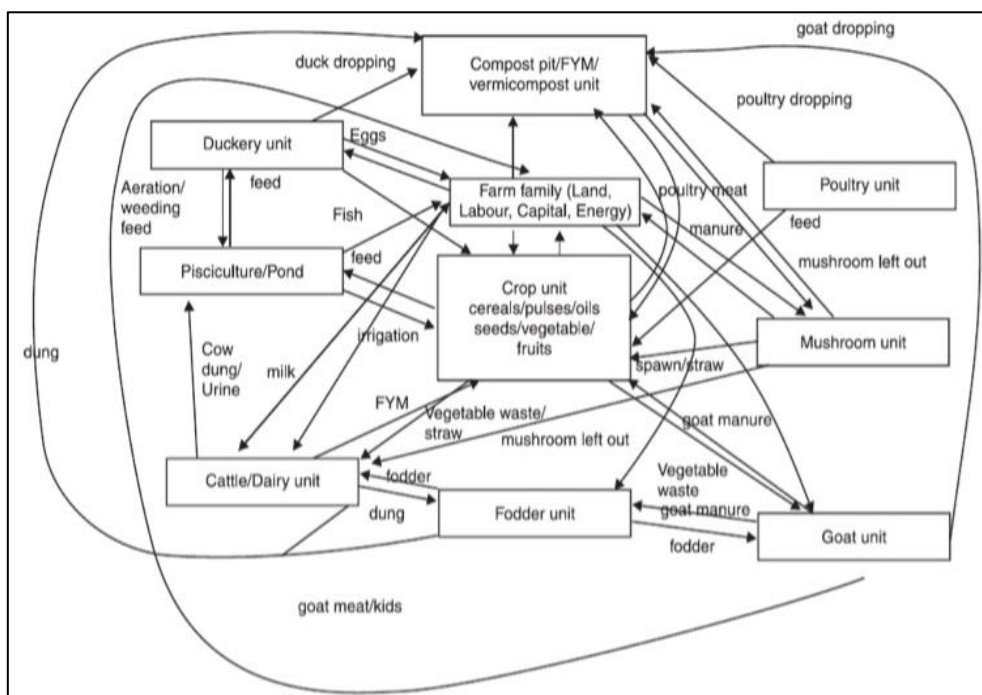 goat dropping
duck dropping
Compost pit/FYM/
vermicompost unit
poultry dropping
Duckery unit
Eggs
Aeration/
weeding
feed
feed
Farm family (Land,
Labour, Capital, Energy)
poultry meat
Poultry unit
Fish
manure
feed
feed
Pisciculture/Pond
Crop unit
cereals/pulses/oils
seeds/vegetable/
fruits
mushroom left out
dung
Cow
dung/
Urine
milk
irrigation
Mushroom unit
spawn/straw
FYM
Vegetable waste/
straw
mushroom left out
goat manure
Cattle/Dairy unit
fodder
dung
Fodder unit
Vegetable
waste
goat manure
fodder
Goat unit
goat meat/kids